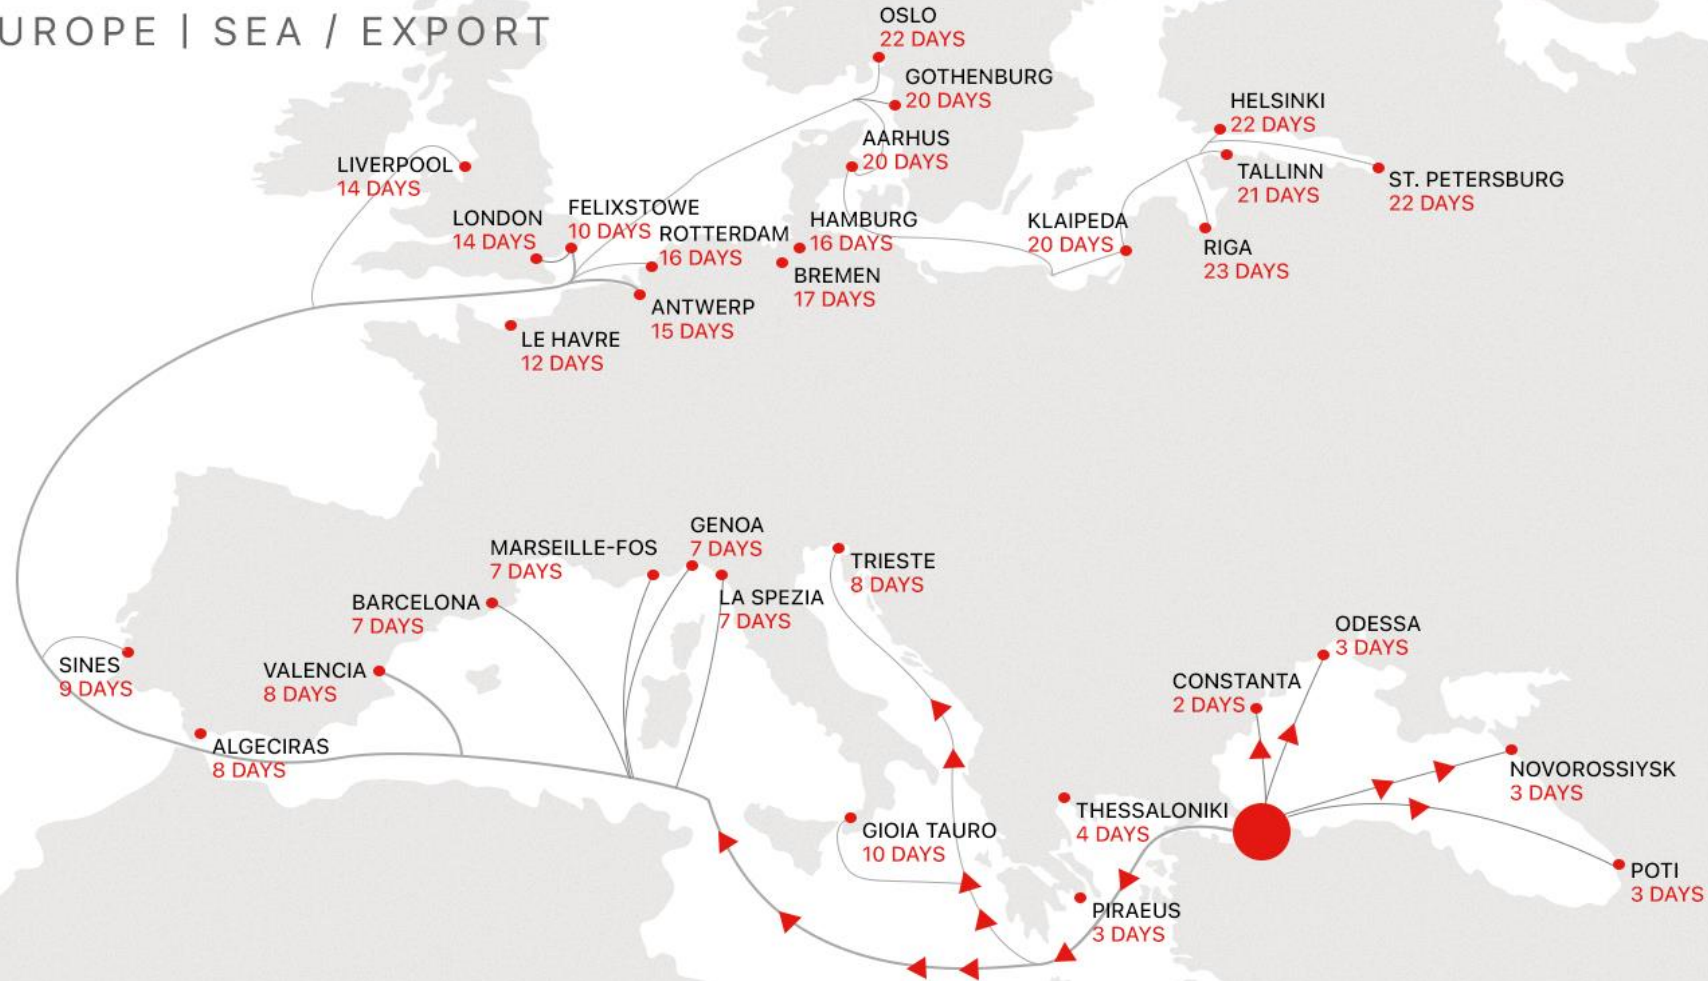 UROPE | SEA / EXPORT
OSLO
22 DAYS
GOTHENBURG
20 DAYS
HELSINKI
22 DAYS
AARHUS
20 DAYS
LIVERPOOL
14 DAYS
TALLINN
21 DAYS
ST. PETERSBURG
22 DAYS
FELIXSTOWE
10 DAYS
LONDON
14 DAYS
ROTTERDAM
16 DAYS
HAMBURG
16 DAYS
KLAIPEDA
20 DAYS
RIGA
23 DAYS
BREMEN
17 DAYS
ANTWERP
15 DAYS
LE HAVRE
12 DAYS
GENOA
7 DAYS
MARSEILLE-FOS
7 DAYS
TRIESTE
8 DAYS
BARCELONA
7 DAYS
LA SPEZIA
7 DAYS
ODESSA
3 DAYS
SINES
9 DAYS
VALENCIA
8 DAYS
CONSTANTA
2 DAYS
ALGECIRAS
8 DAYS
NOVOROSSIYSK
3 DAYS
THESSALONIKI
4 DAYS
GIOIA TAURO
10 DAYS
POTI
3 DAYS
PIRAEUS
3 DAYS